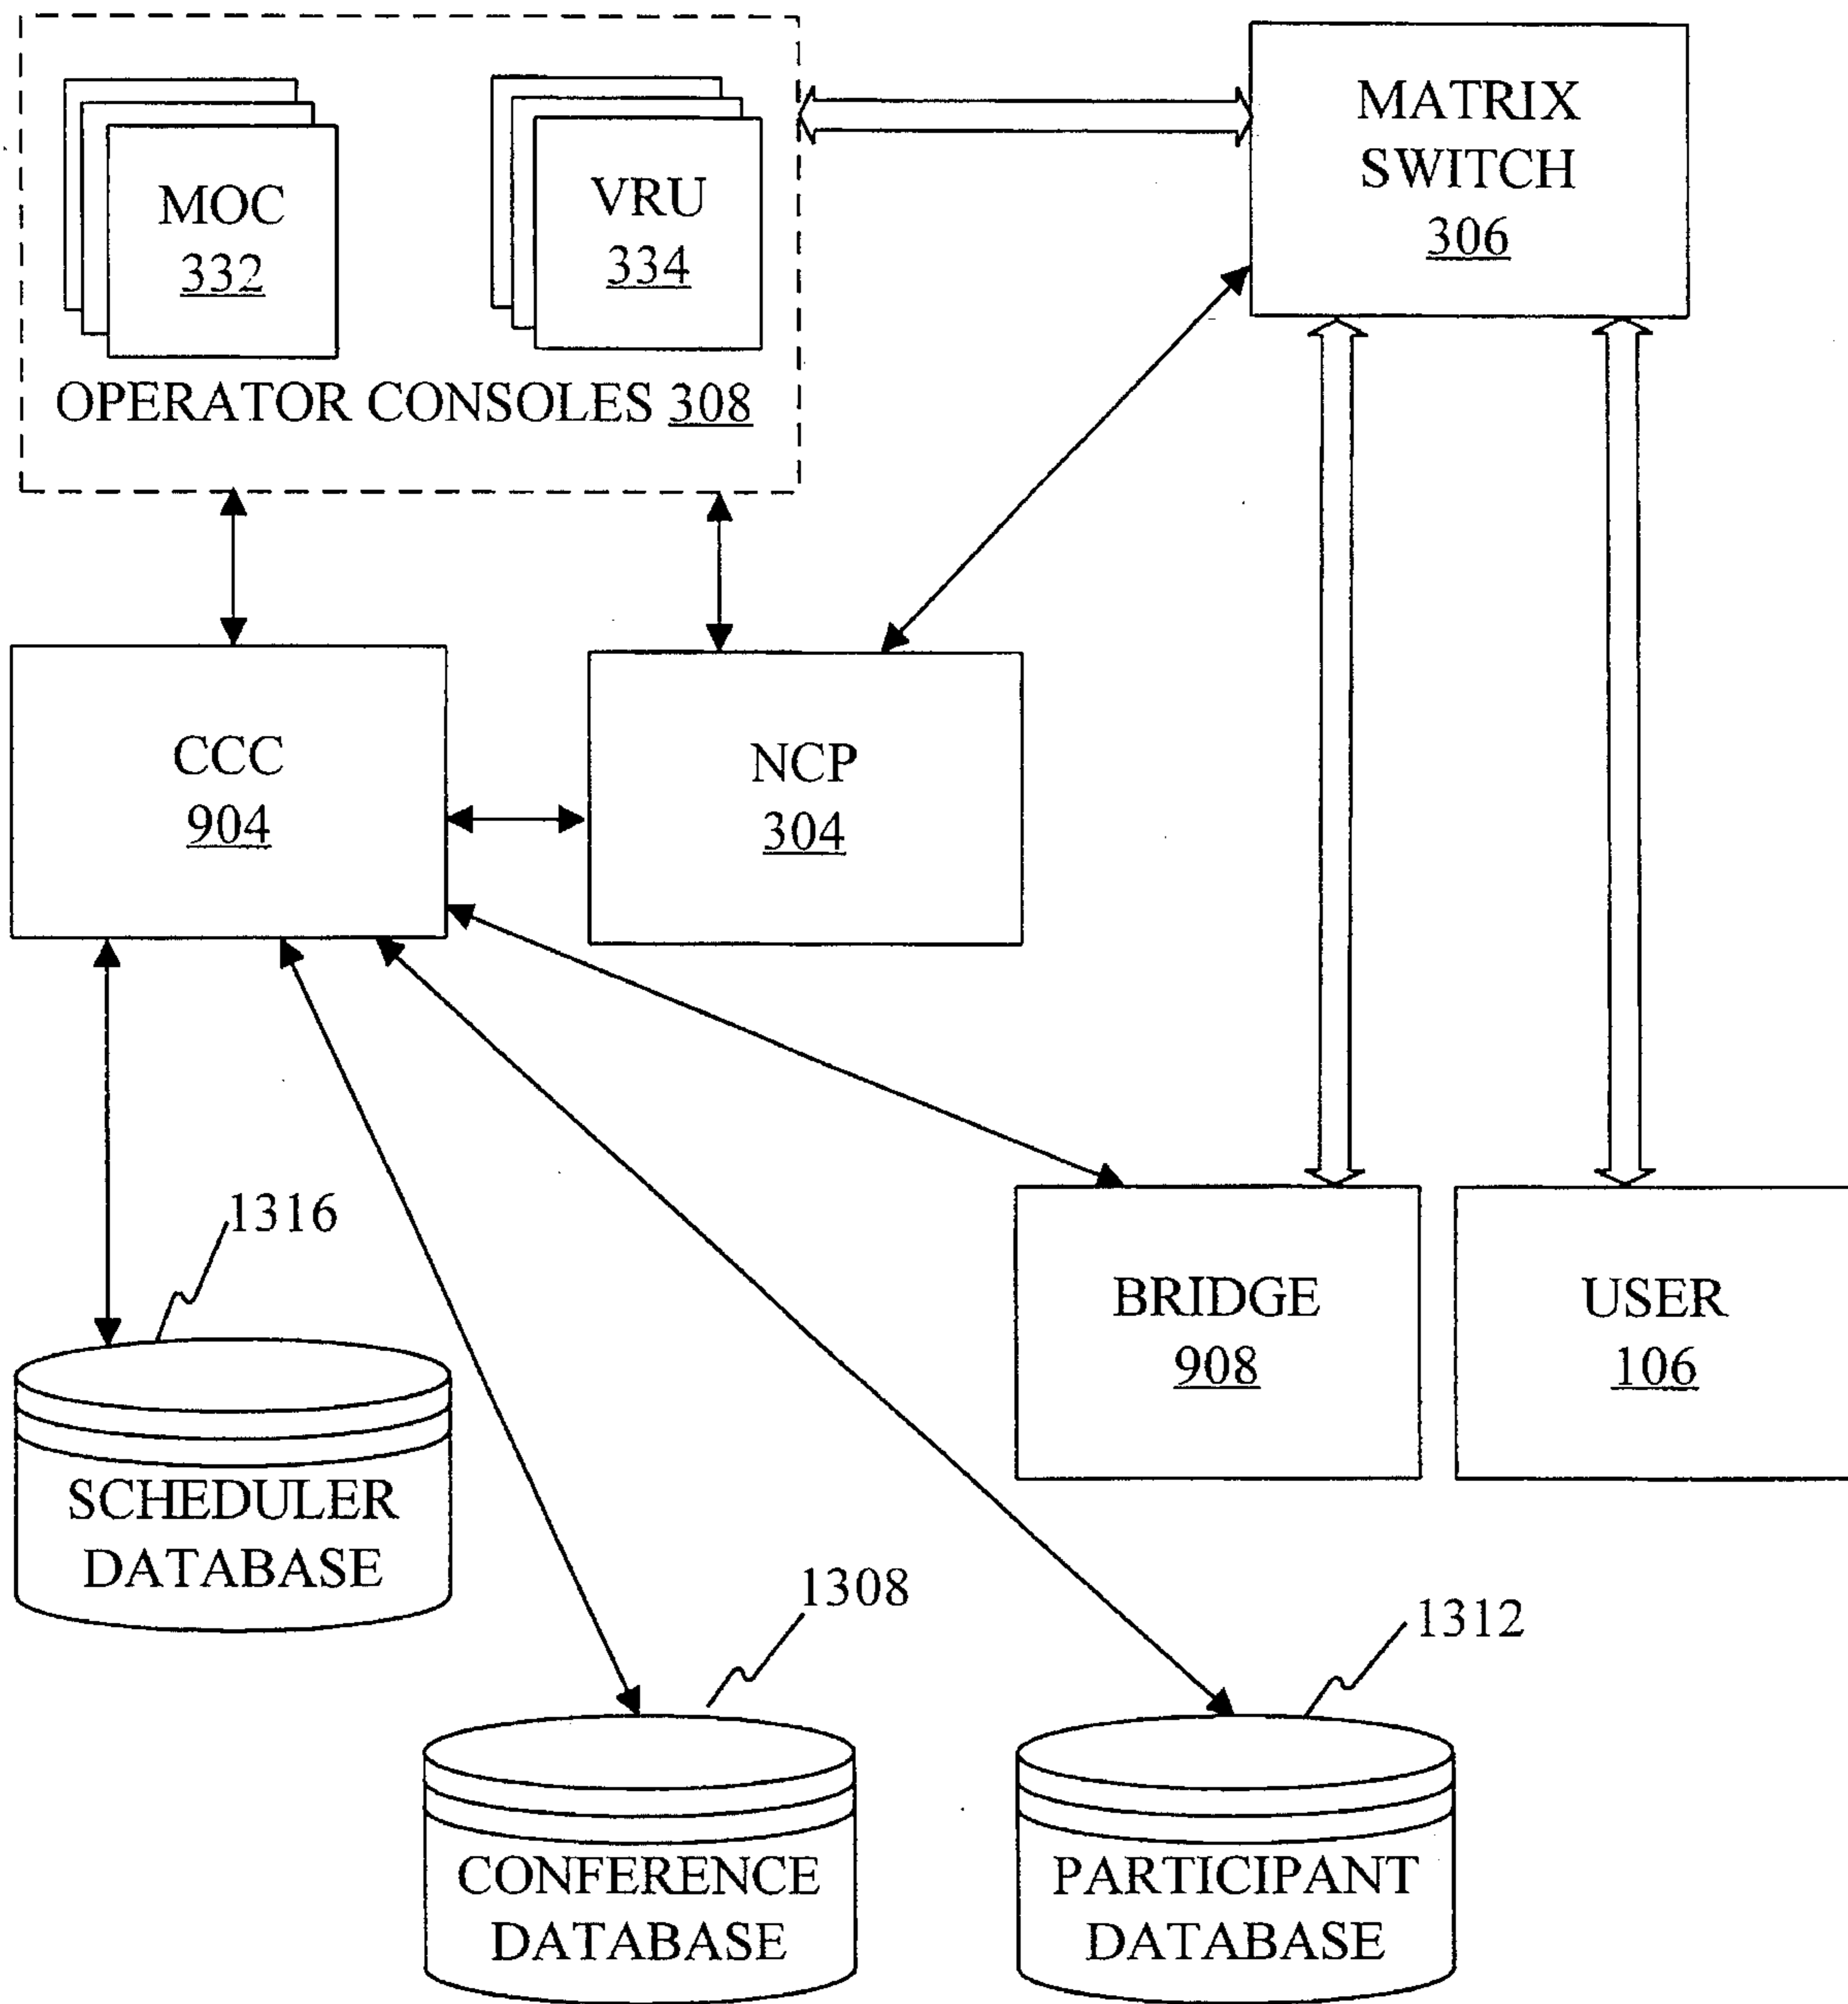 MOC
332
VRU
334
OPERATOR CONSOLES 308
MATRIX
SWITCH
306
CCC
904
NCP
304
1316
BRIDGE
908
USER
106
SCHEDULER
DATABASE
1308
1312
CONFERENCE
DATABASE
PARTICIPANT
DATABASE